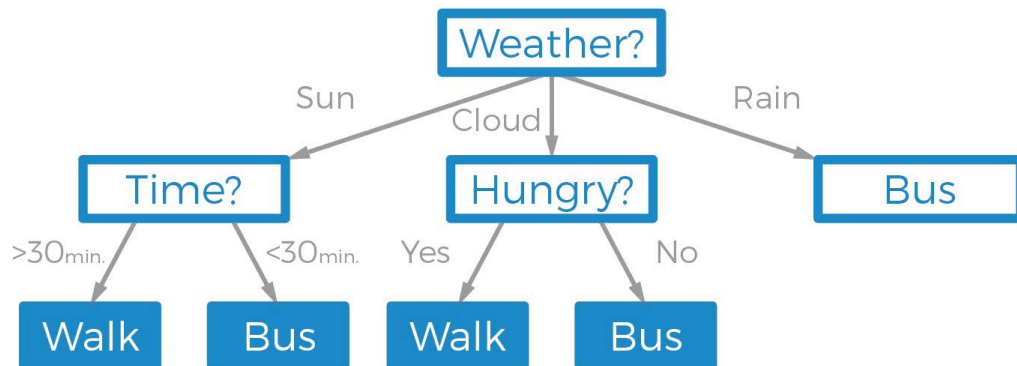 Weather?
Sun
Cloud
Rain
Time?
Hungry?
Bus
>30min.
<30min.
Yes
No
Walk
Bus
Walk
Bus